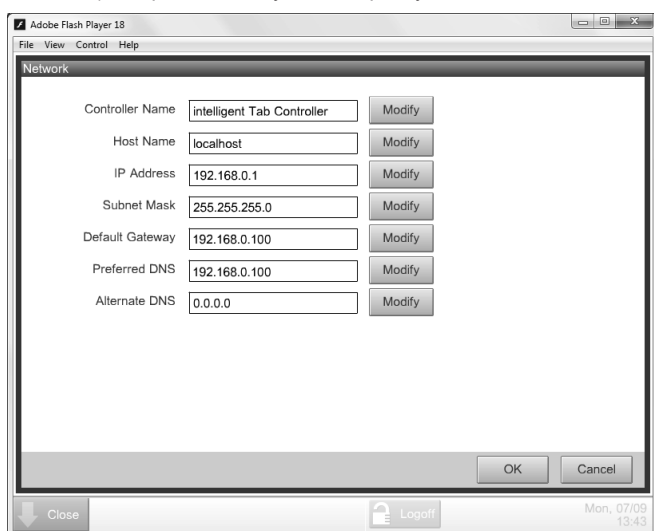 Adobe Flash Player 18
File View Control Help
Network
Controller Name intelligent Tab Controller Modify
Host Name localhost Modify
IP Address 192.168.0.1 Modify
Subnet Mask 255.255.255.0 Modify
Default Gateway 192.168.0.100 Modify
Preferred DNS 192.168.0.100 Modify
Alternate DNS 0.0.0.0 Modify
OK Cancel
Close Logoff Mon, 07/09
13:43